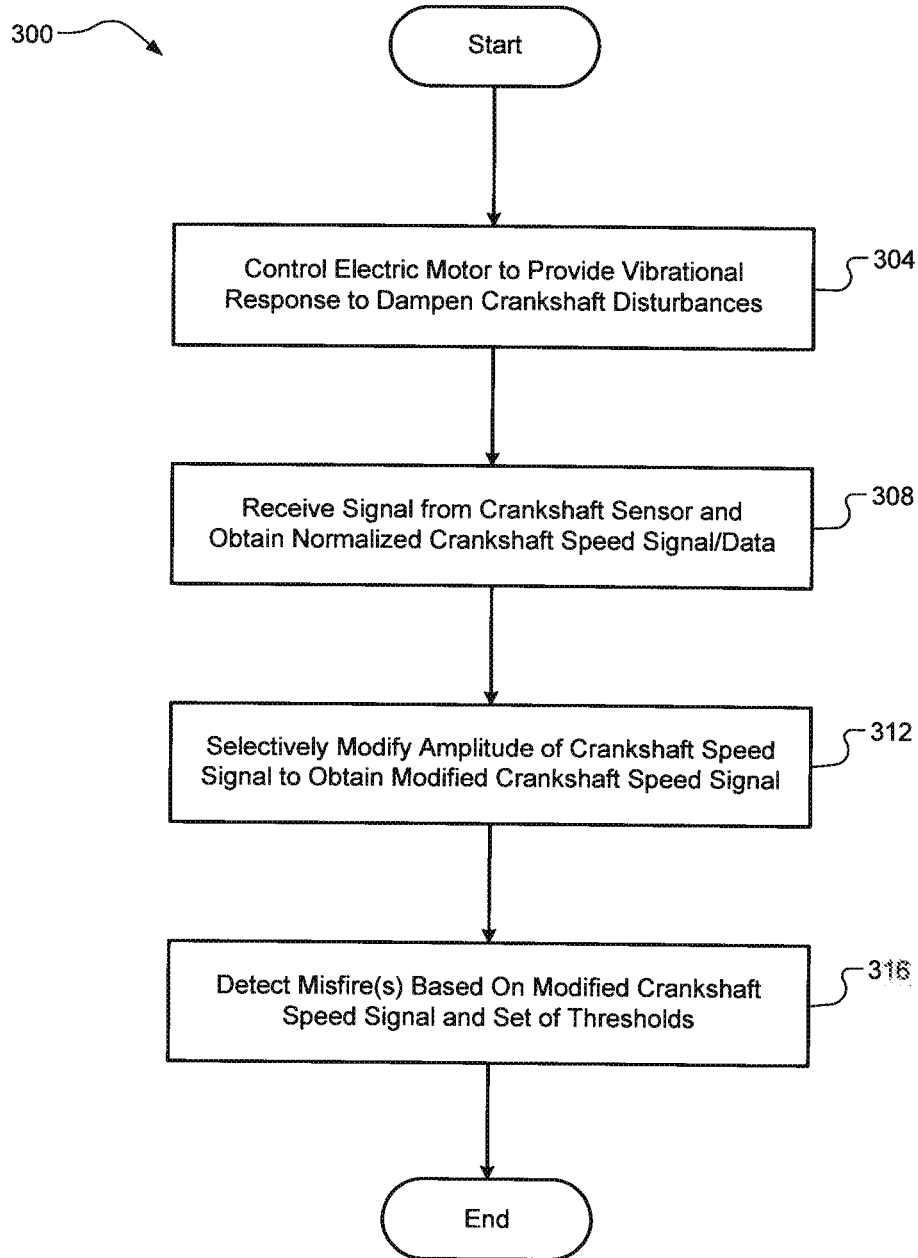 300
Start
Control Electric Motor to Provide Vibrational
Response to Dampen Crankshaft Disturbances
304
Receive Signal from Crankshaft Sensor and
Obtain Normalized Crankshaft Speed Signal/Data
308
Selectively Modify Amplitude of Crankshaft Speed
Signal to Obtain Modified Crankshaft Speed Signal
312
Detect Misfire(s) Based On Modified Crankshaft
Speed Signal and Set of Thresholds
316
End